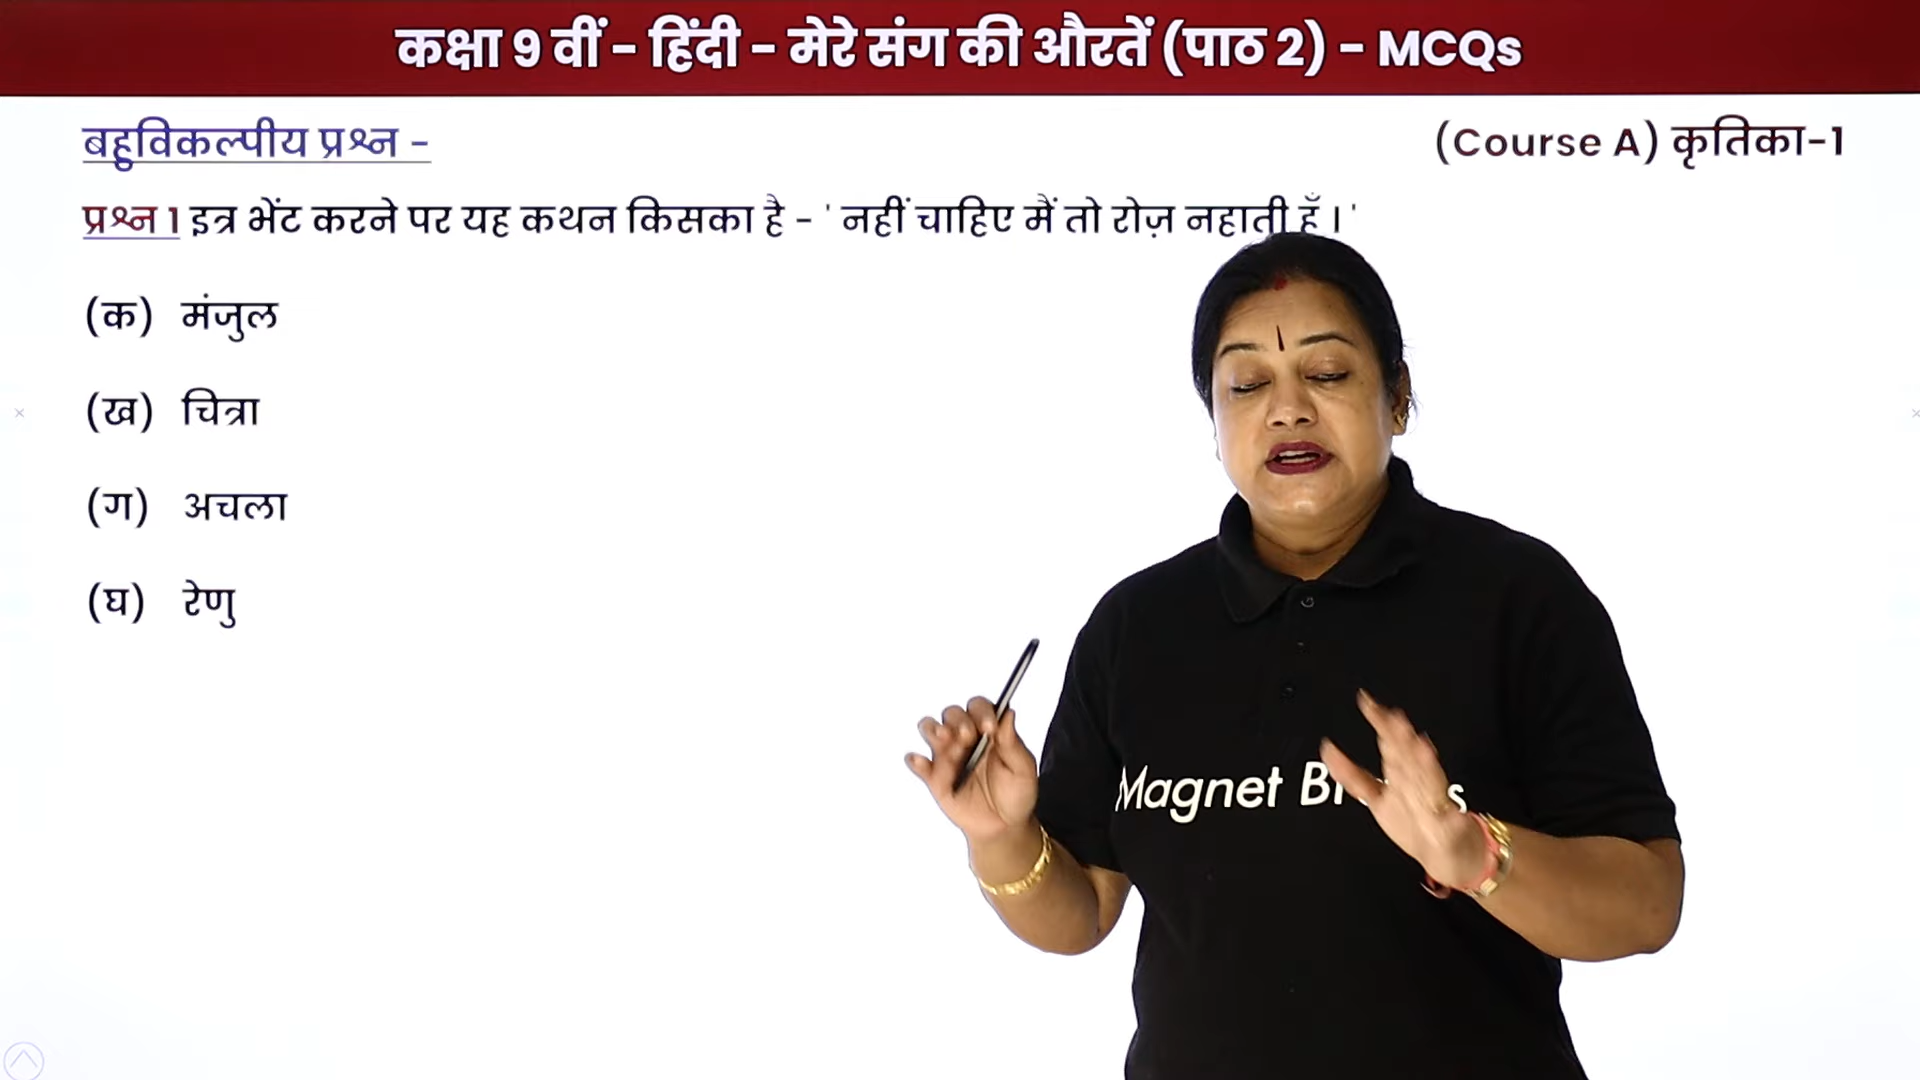 कक्षा 9 वीं - हिंदी - मेरे संग की औरतें (पाठ 2) - MCQs
बहुविकल्पीय प्रश्न -
(Course A) कृतिका-1
प्रश्न 1 इत्र भेंट करने पर यह कथन किसका है - ' नहीं चाहिए मैं तो रोज़ नहाती हूँ । '
(क) मंजुल
(ख) चित्रा
(ग) अचला
(घ) रेणु
Magnet